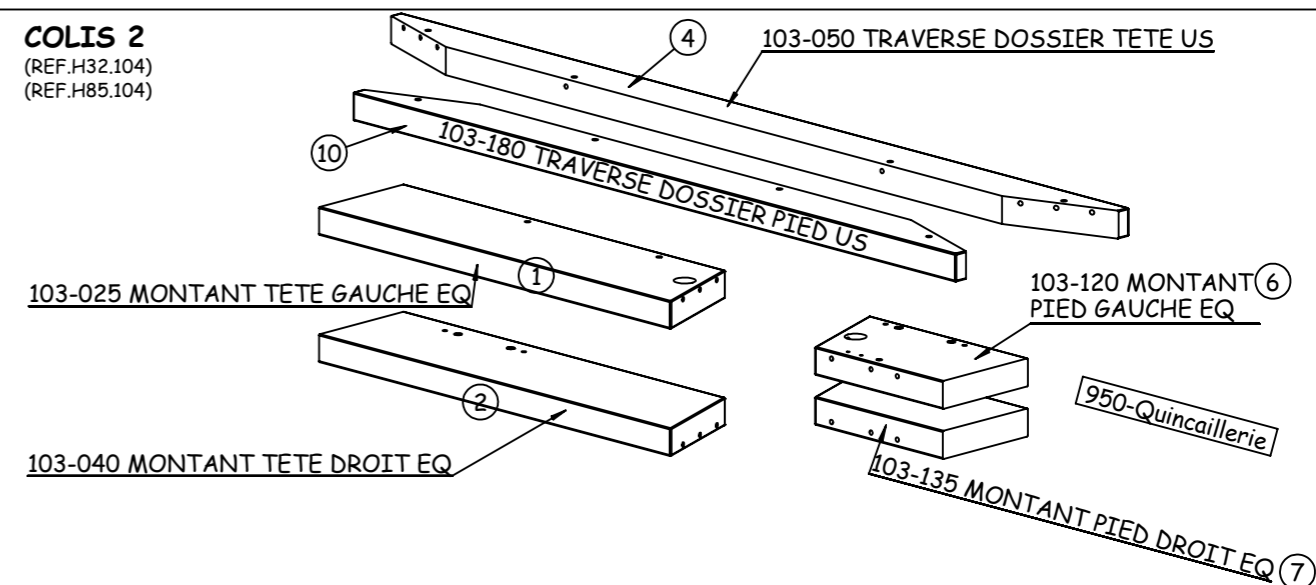 COLIS 2
(REF.H32.104)
(REF.H85.104)
4
103-050 TRAVERSE DOSSIER TETE US
10
103-180 TRAVERSE DOSSIER PIED US
1
103-025 MONTANT TETE GAUCHE EQ
103-120 MONTANT 6
PIED GAUCHE EQ
2
950-Quincaillerie
103-040 MONTANT TETE DROIT EQ
103-135 MONTANT PIED DROIT EQ 7